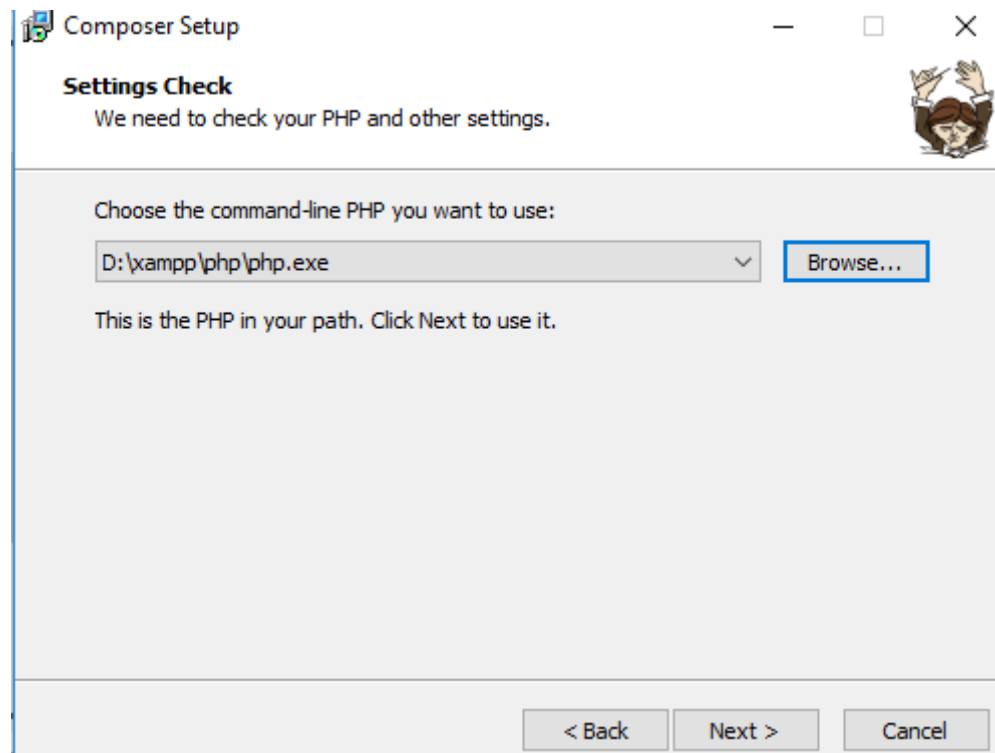 Composer Setup
Settings Check
We need to check your PHP and other settings.
Choose the command-line PHP you want to use:
D:\xampp\php\php.exe
Browse...
This is the PHP in your path. Click Next to use it.
< Back
Next >
Cancel